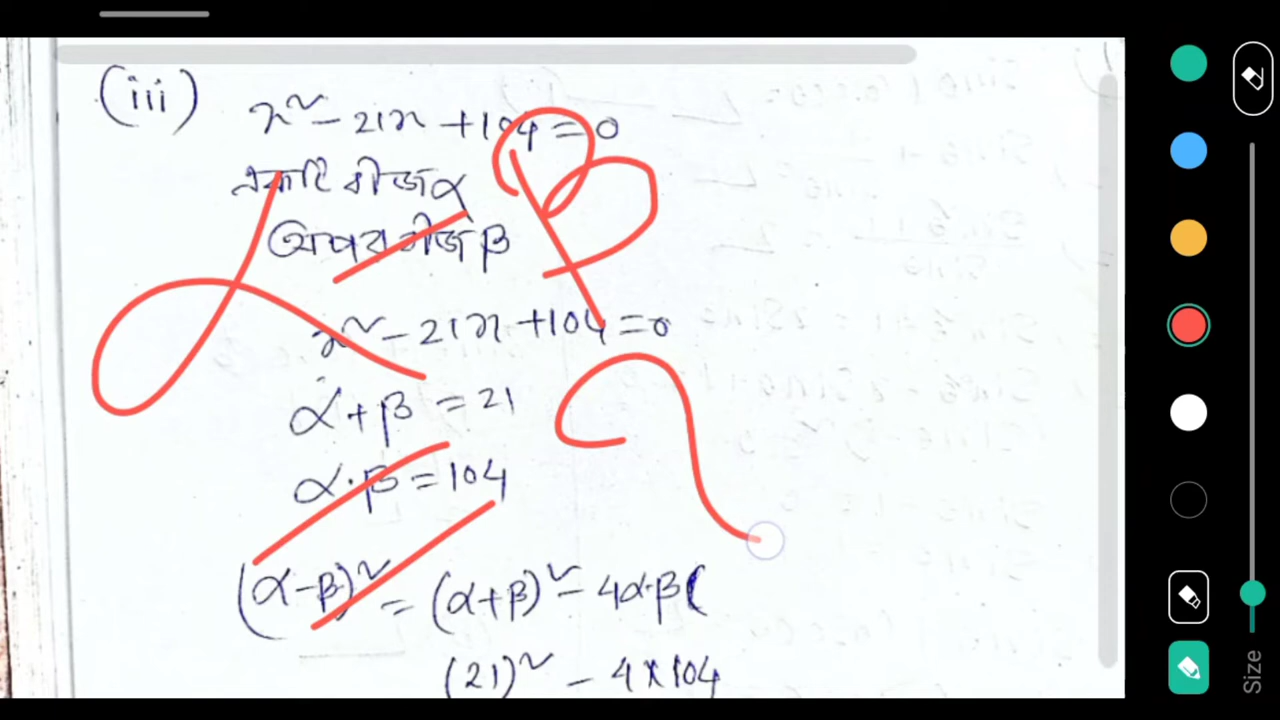 (iii) x² - 21x + 104 = 0
একটি বীজ α
অপর বীজ β
x² - 21x + 104 = 0
α + β = 21
α · β = 104
(α - β)² = (α + β)² - 4α·β(
(21)² - 4 × 104
Size